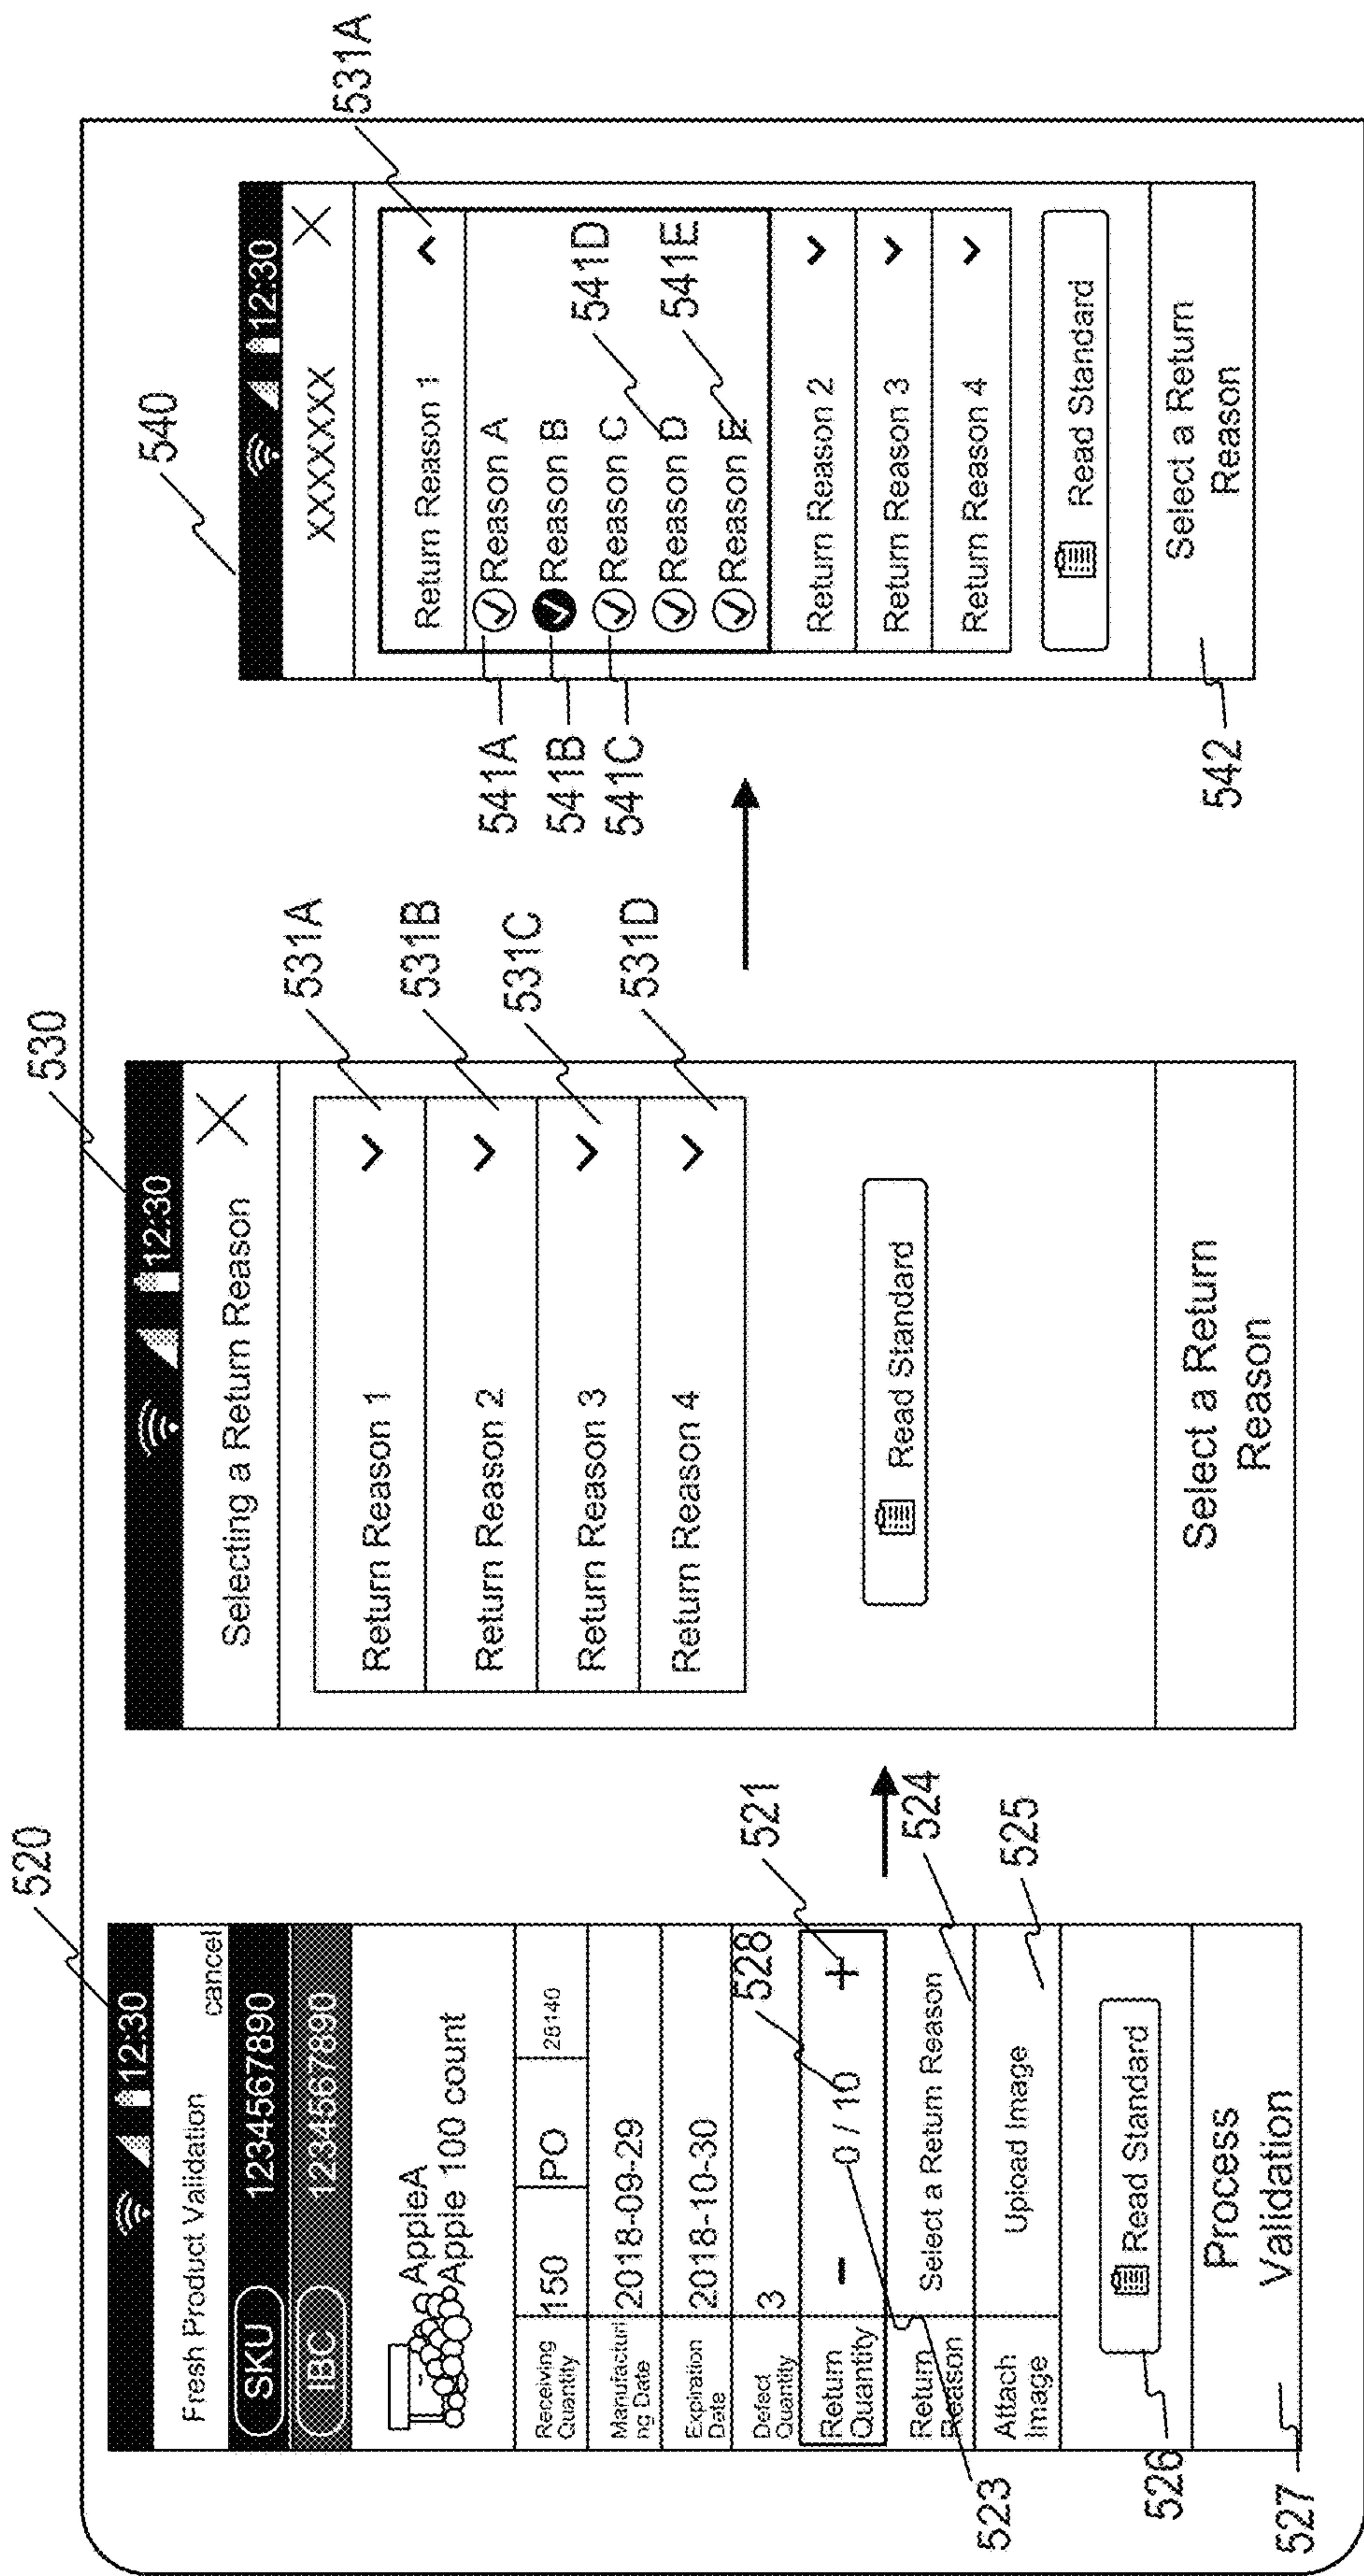 520
12:30
Fresh Product Validation
cancel
SKU 1234567890
IBC 1234567890
AppleA
Apple 100 count
Receiving Quantity 150 PO 28140
Manufacturi
ng Date 2018-09-29
Expiration Date 2018-10-30
Defect Quantity 3
528
521
Return Quantity - 0 / 10 +
524
Return Reason Select a Return Reason
525
Attach Image Upload Image
523
526
Read Standard
527
Process
Validation
530
12:30
Selecting a Return Reason
531A
Return Reason 1
531B
Return Reason 2
531C
Return Reason 3
531D
Return Reason 4
Read Standard
Select a Return
Reason
540
12:30
XXXXXX
531A
Return Reason 1
541A
Reason A
541B
Reason B
541C
Reason C
541D
Reason D
541E
Reason E
Return Reason 2
Return Reason 3
Return Reason 4
Read Standard
542
Select a Return
Reason